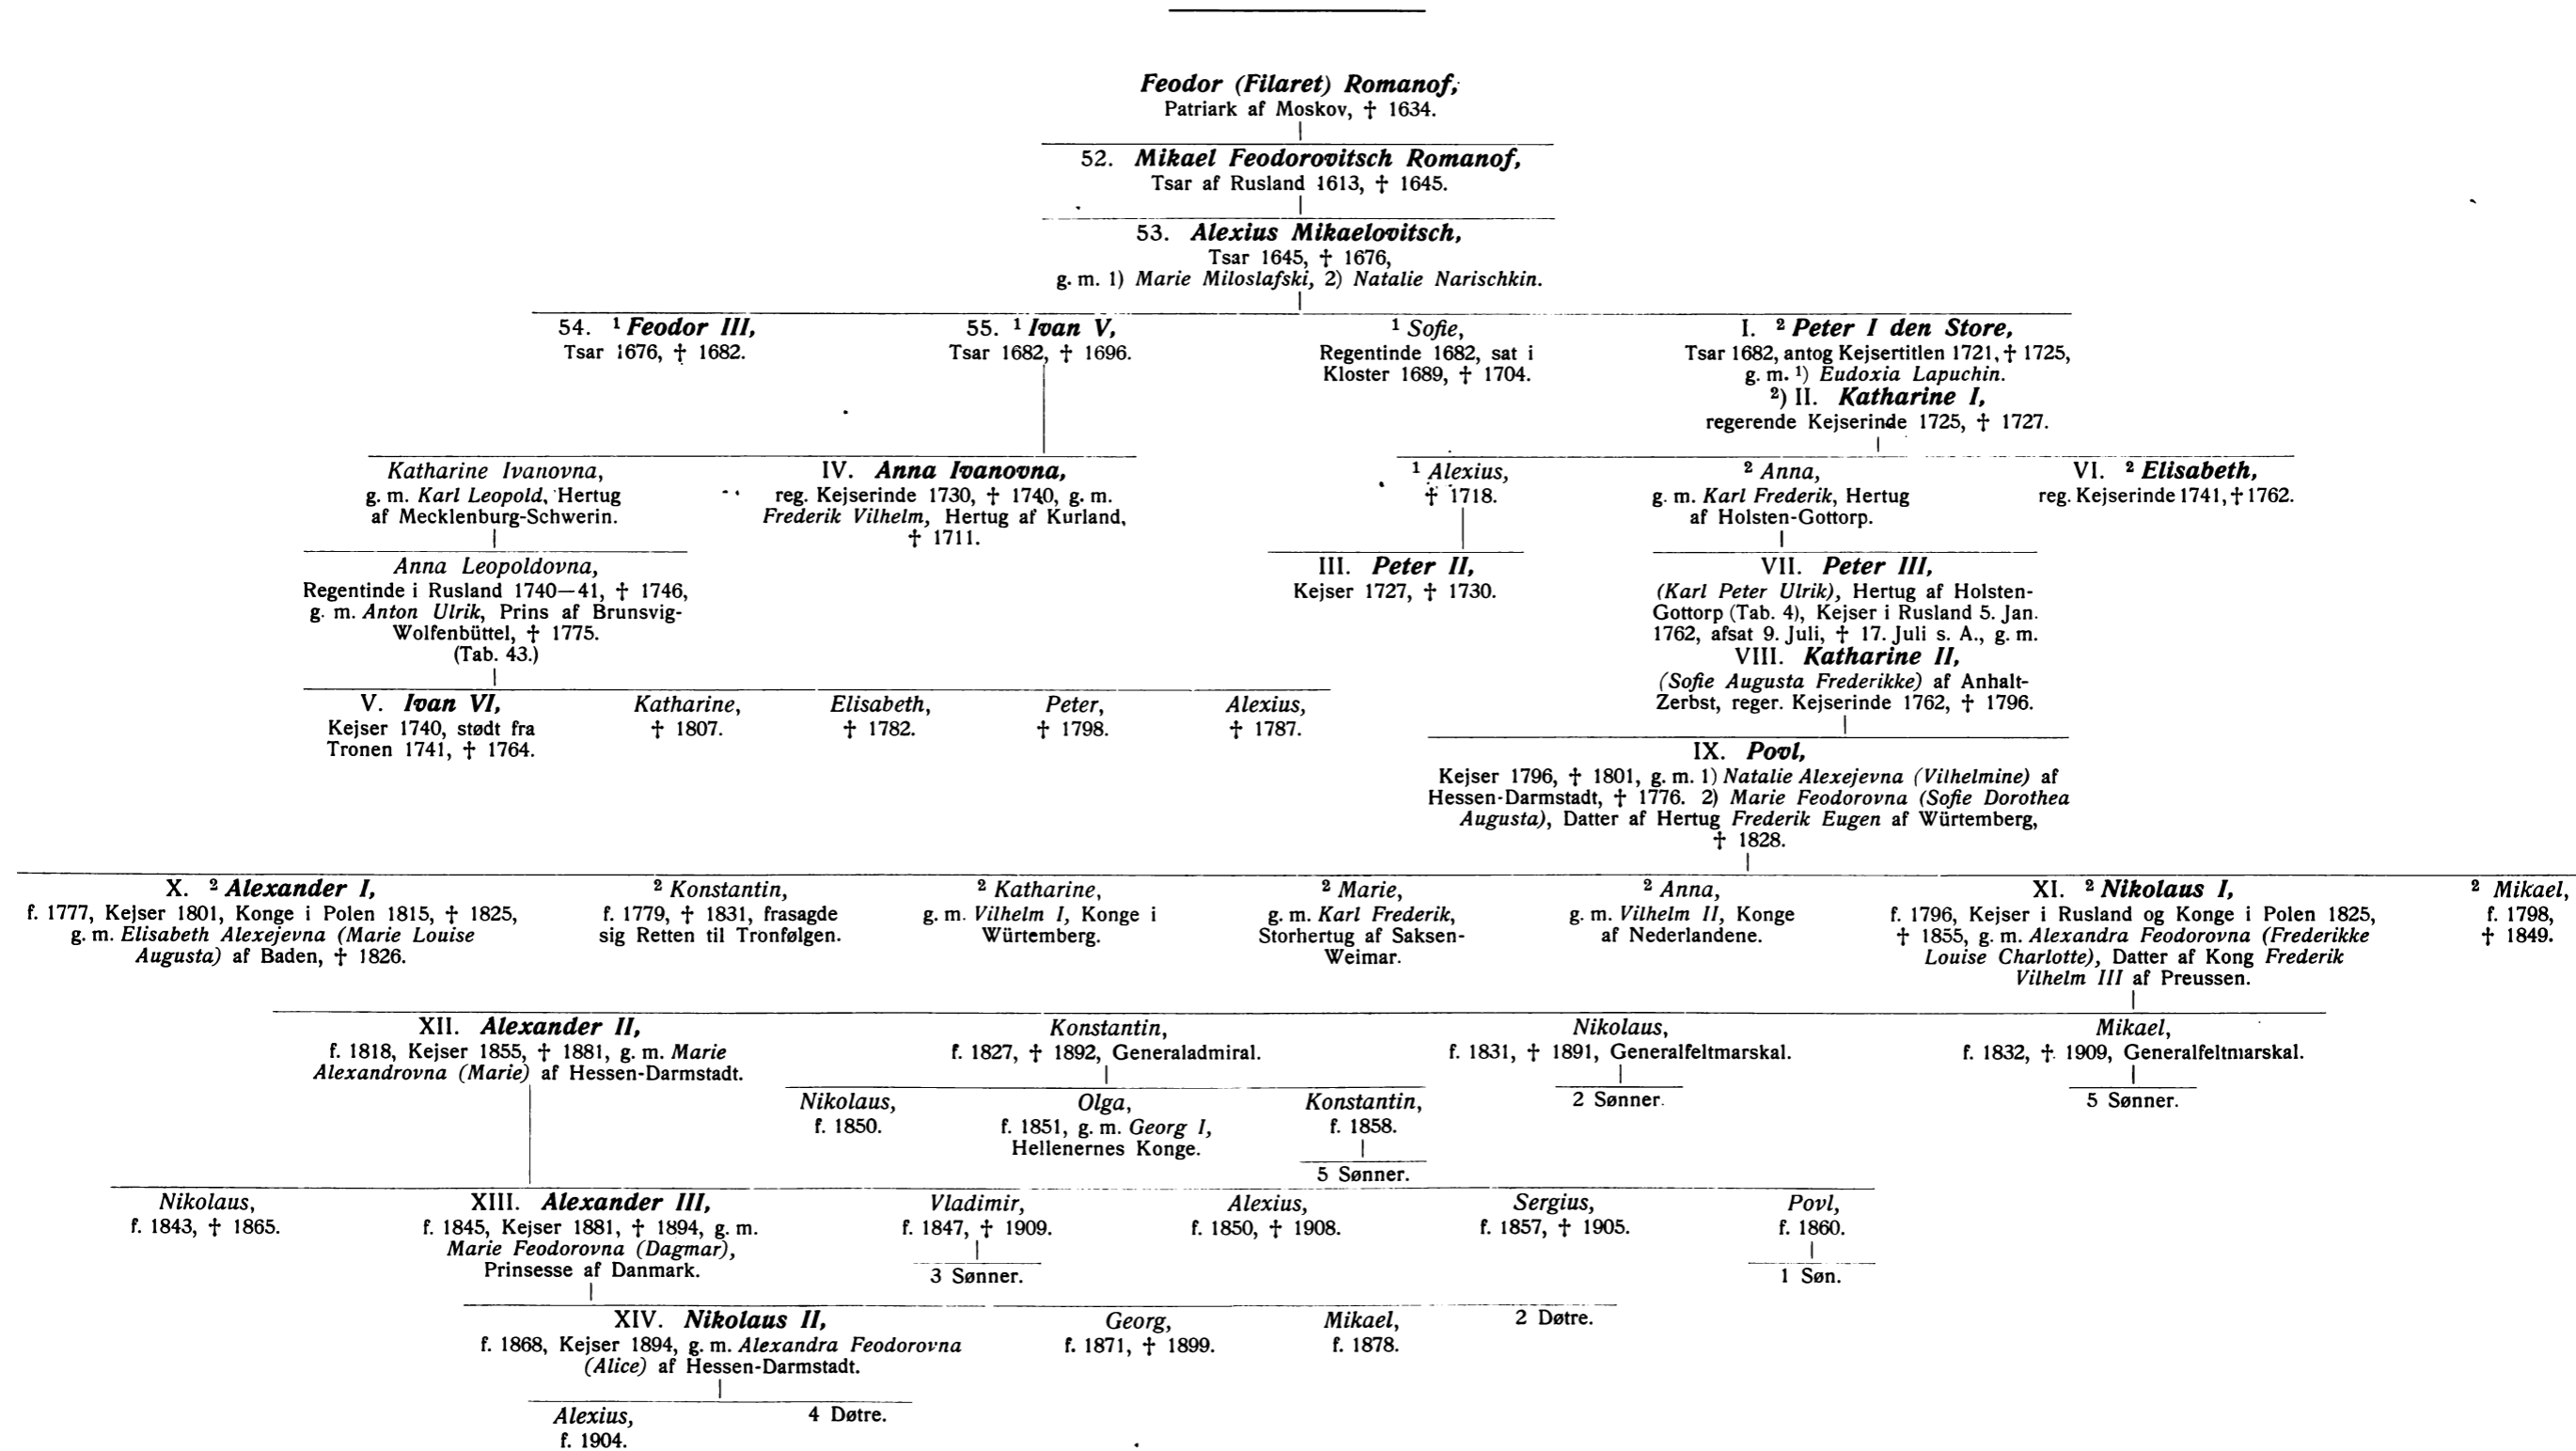 Feodor (Filaret) Romanof,
Patriark af Moskov, † 1634.
52. Mikael Feodorovitsch Romanof,
Tsar af Rusland 1613, † 1645.
53. Alexius Mikaelovitsch,
Tsar 1645, † 1676,
g. m. 1) Marie Miloslafski, 2) Natalie Narischkin.
54. ¹ Feodor III,
Tsar 1676, † 1682.
55. ¹ Ivan V,
Tsar 1682, † 1696.
¹ Sofie,
Regentinde 1682, sat i
Kloster 1689, † 1704.
I. ² Peter I den Store,
Tsar 1682, antog Kejsertitlen 1721, † 1725,
g. m. ¹) Eudoxia Lapuchin.
²) II. Katharine I,
regerende Kejserinde 1725, † 1727.
Katharine Ivanovna,
g. m. Karl Leopold, Hertug
af Mecklenburg-Schwerin.
IV. Anna Ivanovna,
reg. Kejserinde 1730, † 1740, g. m.
Frederik Vilhelm, Hertug af Kurland,
† 1711.
¹ Alexius,
† 1718.
² Anna,
g. m. Karl Frederik, Hertug
af Holsten-Gottorp.
VI. ² Elisabeth,
reg. Kejserinde 1741, † 1762.
Anna Leopoldovna,
Regentinde i Rusland 1740—41, † 1746,
g. m. Anton Ulrik, Prins af Brunsvig-
Wolfenbüttel, † 1775.
(Tab. 43.)
III. Peter II,
Kejser 1727, † 1730.
VII. Peter III,
(Karl Peter Ulrik), Hertug af Holsten-
Gottorp (Tab. 4), Kejser i Rusland 5. Jan.
1762, afsat 9. Juli, † 17. Juli s. A., g. m.
VIII. Katharine II,
(Sofie Augusta Frederikke) af Anhalt-
Zerbst, reger. Kejserinde 1762, † 1796.
V. Ivan VI,
Kejser 1740, stødt fra
Tronen 1741, † 1764.
Katharine,
† 1807.
Elisabeth,
† 1782.
Peter,
† 1798.
Alexius,
† 1787.
IX. Povl,
Kejser 1796, † 1801, g. m. 1) Natalie Alexejevna (Vilhelmine) af
Hessen-Darmstadt, † 1776. 2) Marie Feodorovna (Sofie Dorothea
Augusta), Datter af Hertug Frederik Eugen af Würtemberg,
† 1828.
X. ² Alexander I,
f. 1777, Kejser 1801, Konge i Polen 1815, † 1825,
g. m. Elisabeth Alexejevna (Marie Louise
Augusta) af Baden, † 1826.
² Konstantin,
f. 1779, † 1831, frasagde
sig Retten til Tronfølgen.
² Katharine,
g. m. Vilhelm I, Konge i
Würtemberg.
² Marie,
g. m. Karl Frederik,
Storhertug af Saksen-
Weimar.
² Anna,
g. m. Vilhelm II, Konge
af Nederlandene.
XI. ² Nikolaus I,
f. 1796, Kejser i Rusland og Konge i Polen 1825,
† 1855, g. m. Alexandra Feodorovna (Frederikke
Louise Charlotte), Datter af Kong Frederik
Vilhelm III af Preussen.
² Mikael,
f. 1798,
† 1849.
XII. Alexander II,
f. 1818, Kejser 1855, † 1881, g. m. Marie
Alexandrovna (Marie) af Hessen-Darmstadt.
Konstantin,
f. 1827, † 1892, Generaladmiral.
Nikolaus,
f. 1831, † 1891, Generalfeltmarskal.
Mikael,
f. 1832, † 1909, Generalfeltmarskal.
Nikolaus,
f. 1850.
Olga,
f. 1851, g. m. Georg I,
Hellenernes Konge.
Konstantin,
f. 1858.
5 Sønner.
2 Sønner.
5 Sønner.
Nikolaus,
f. 1843, † 1865.
XIII. Alexander III,
f. 1845, Kejser 1881, † 1894, g. m.
Marie Feodorovna (Dagmar),
Prinsesse af Danmark.
Vladimir,
f. 1847, † 1909.
3 Sønner.
Alexius,
f. 1850, † 1908.
Sergius,
f. 1857, † 1905.
Povl,
f. 1860.
1 Søn.
XIV. Nikolaus II,
f. 1868, Kejser 1894, g. m. Alexandra Feodorovna
(Alice) af Hessen-Darmstadt.
Georg,
f. 1871, † 1899.
Mikael,
f. 1878.
2 Døtre.
Alexius,
f. 1904.
4 Døtre.